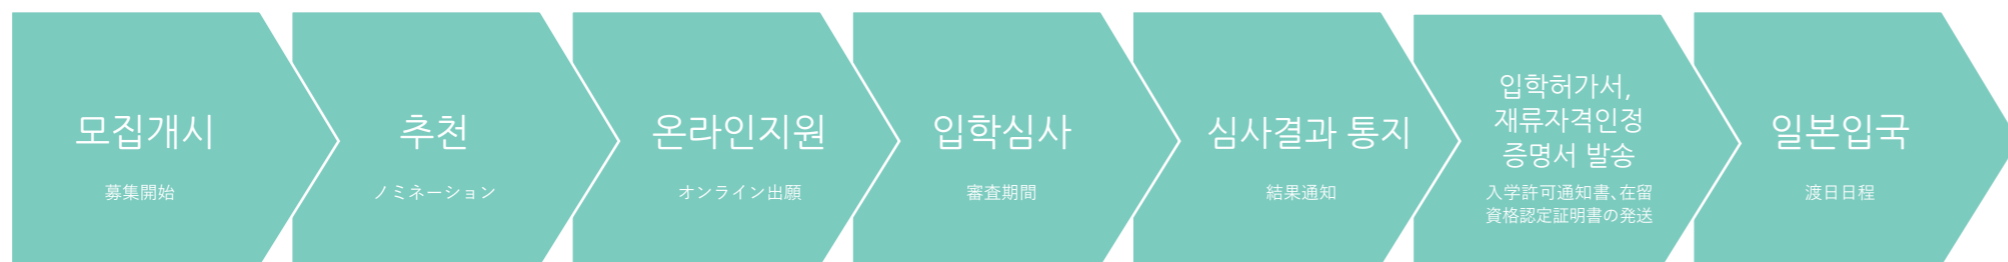 모집개시
募集開始
추천
ノミネーション
온라인지원
オンライン出願
입학심사
審査期間
심사결과 통지
結果通知
입학허가서,
재류자격인정
증명서 발송
入学許可通知書、在留
資格認定証明書の発送
일본입국
渡日日程